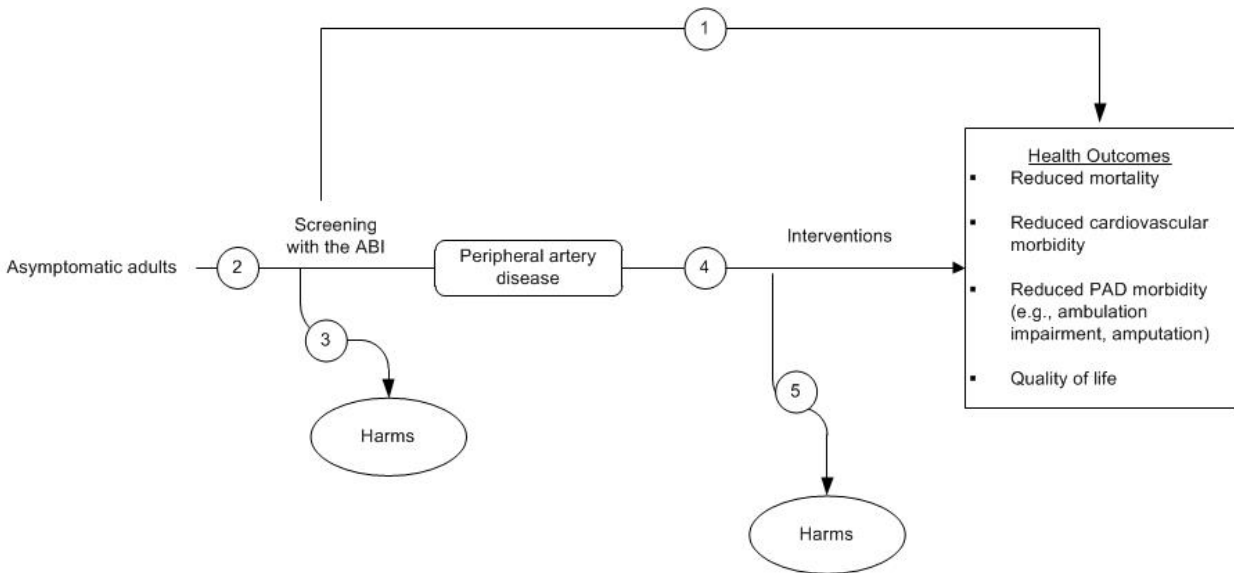 1
Health Outcomes
▪ Reduced mortality
▪ Reduced cardiovascular
morbidity
▪ Reduced PAD morbidity
(e.g., ambulation
impairment, amputation)
▪ Quality of life
Asymptomatic adults
2
Screening
with the ABI
Peripheral artery
disease
4
Interventions
3
Harms
5
Harms